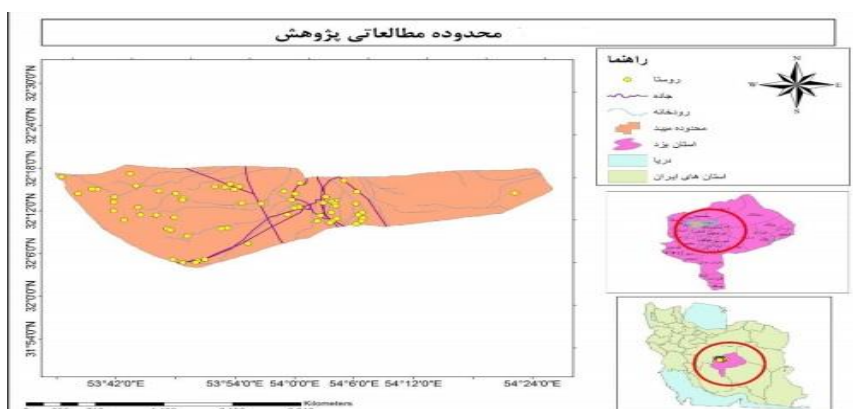 محدوده مطالعاتی پژوهش
32°30'0"N
32°24'0"N
32°18'0"N
32°12'0"N
32°6'0"N
32°0'0"N
31°54'0"N
53°42'0"E
53°54'0"E
54°0'0"E
54°6'0"E
54°12'0"E
54°24'0"E
Kilometers
راهنما
روستا
جاده
رودخانه
محدوده میبد
استان یزد
دریا
استان های ایران
N
W
E
S